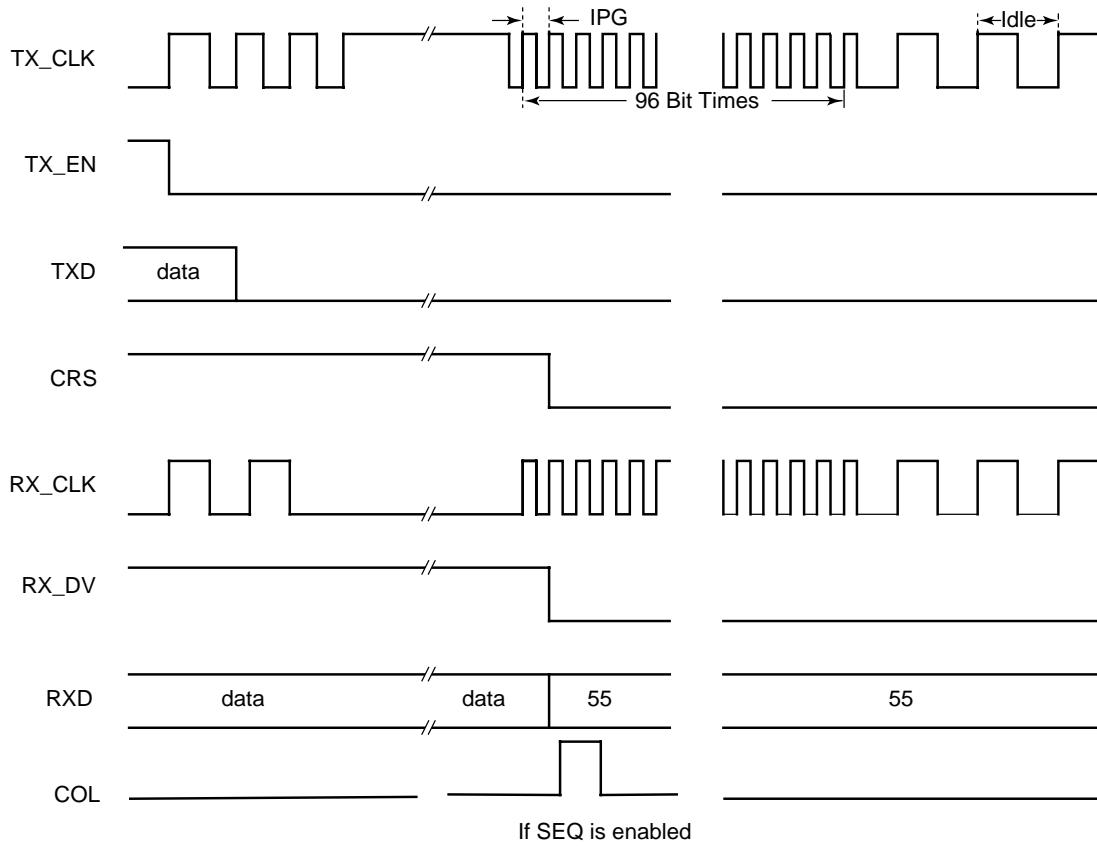 IPG
Idle
TX_CLK
96 Bit Times
TX_EN
TXD
data
CRS
RX_CLK
RX_DV
RXD
data
data
55
55
COL
If SEQ is enabled